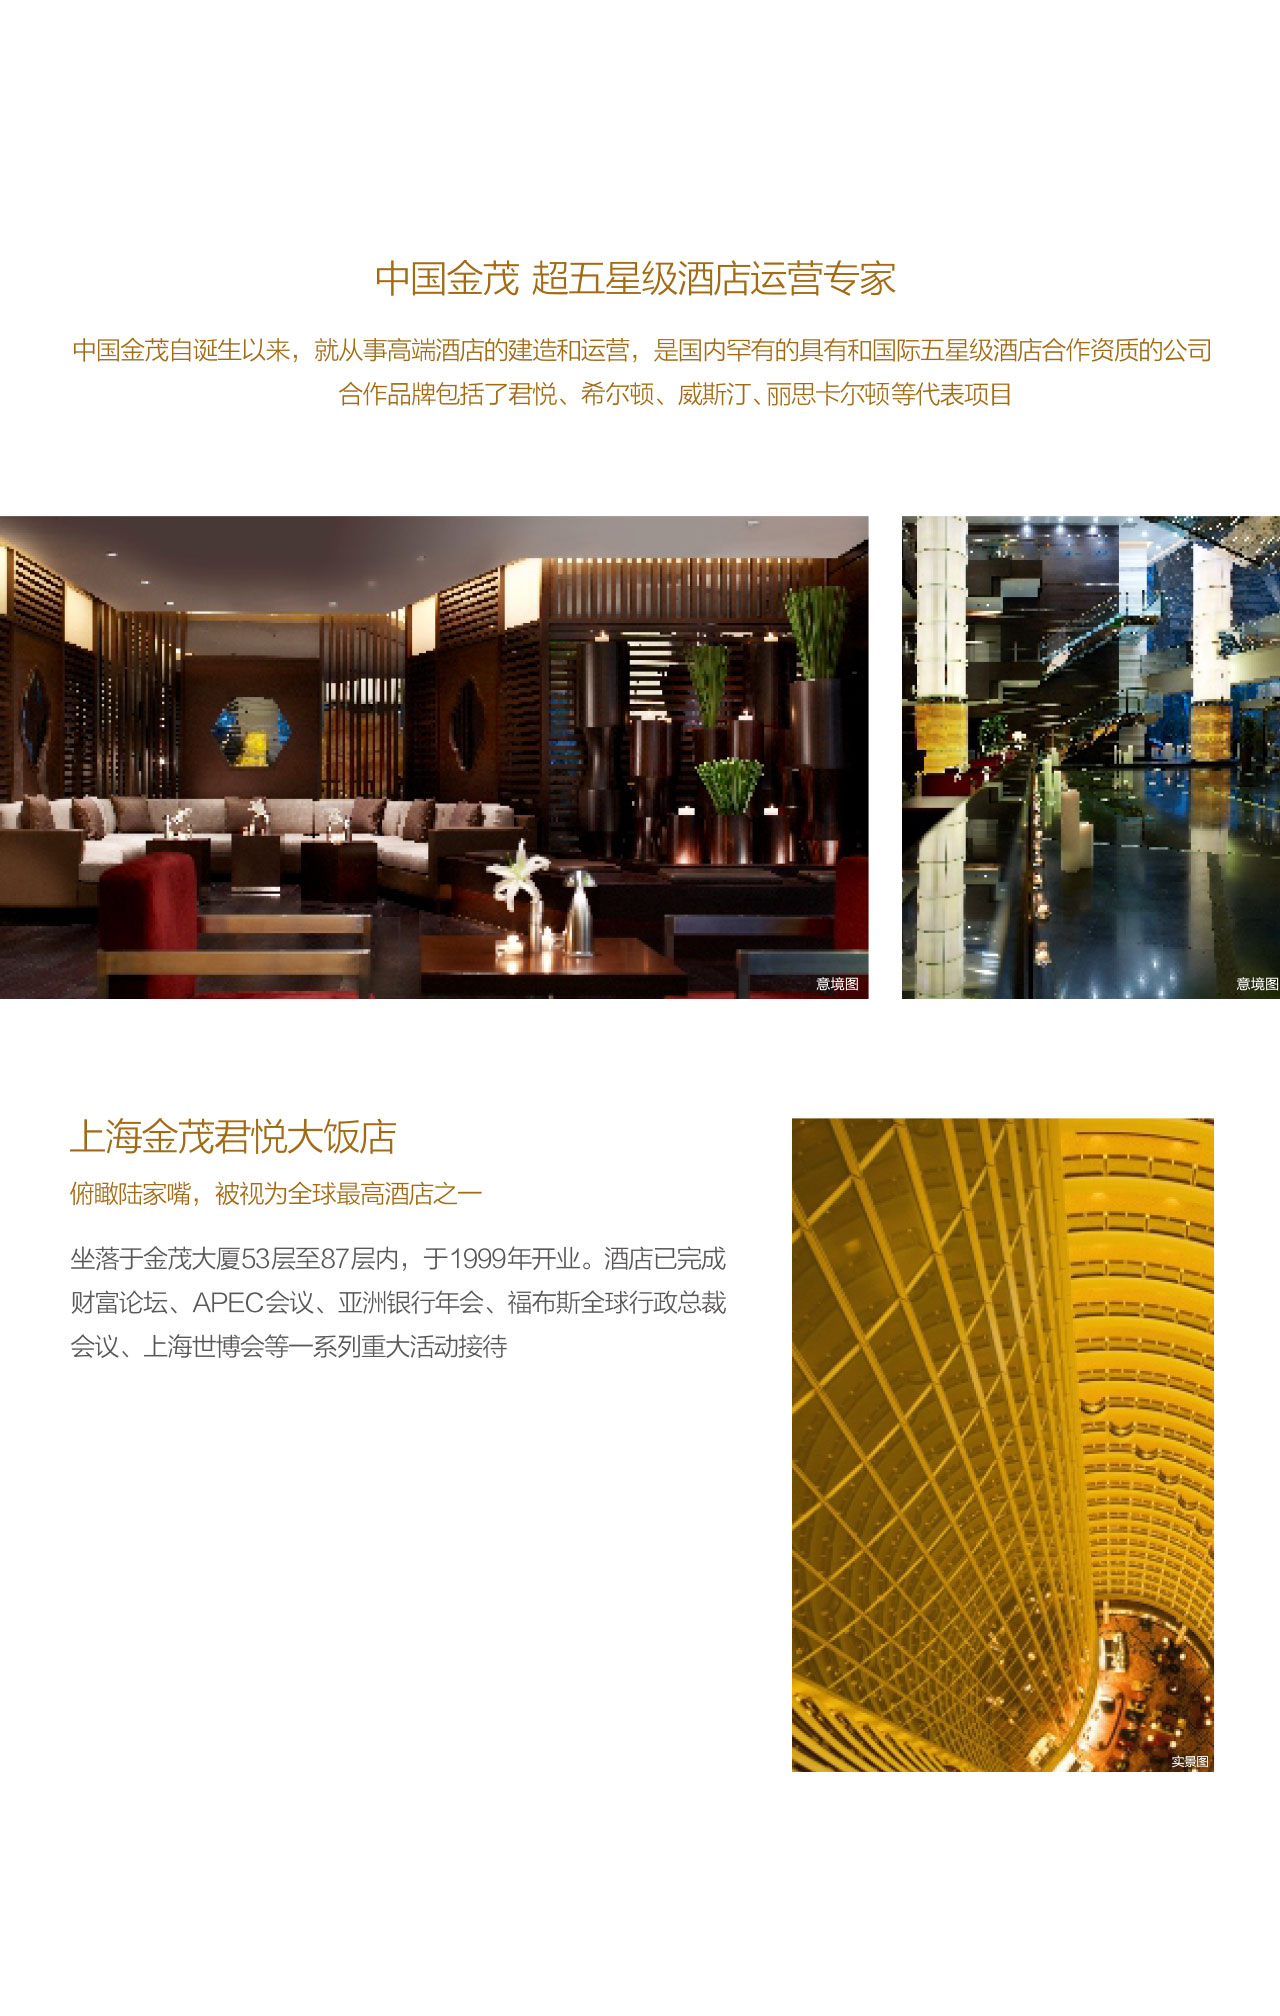 中国金茂 超五星级酒店运营专家
中国金茂自诞生以来，就从事高端酒店的建造和运营，是国内罕有的具有和国际五星级酒店合作资质的公司
合作品牌包括了君悦、希尔顿、威斯汀、丽思卡尔顿等代表项目
意境图
意境图
上海金茂君悦大饭店
俯瞰陆家嘴，被视为全球最高酒店之一
坐落于金茂大厦53层至87层内，于1999年开业。酒店已完成
财富论坛、APEC会议、亚洲银行年会、福布斯全球行政总裁
会议、上海世博会等一系列重大活动接待
实景图